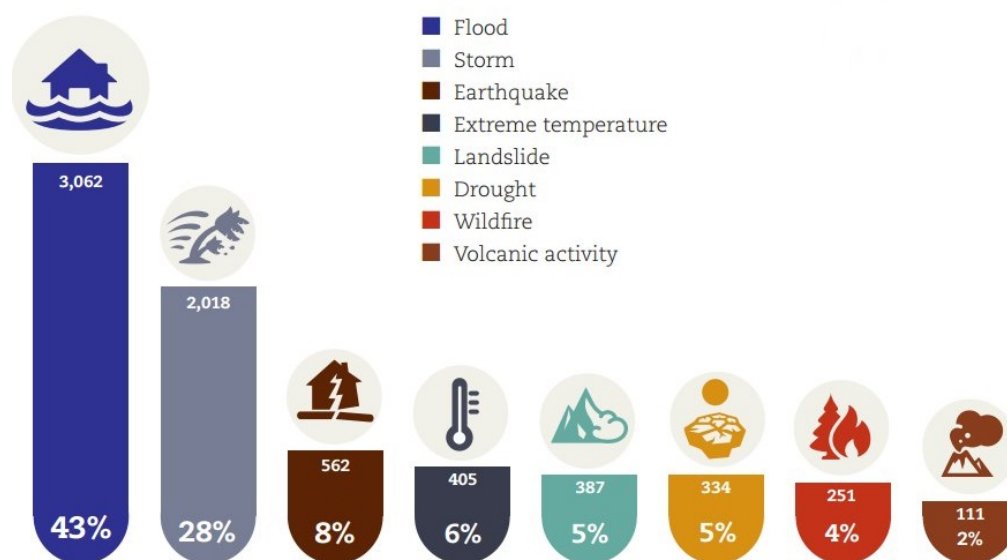 Flood
Storm
Earthquake
Extreme temperature
Landslide
Drought
Wildfire
Volcanic activity
3,062
43%
2,018
28%
562
8%
405
6%
387
5%
334
5%
251
4%
111
2%